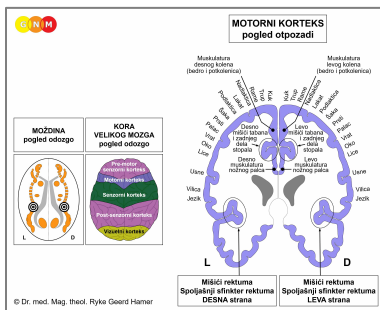 G N M
MOTORNI KORTEKS
pogled otpozadi
Muskulatura
desnog kolena
(bedro i potkolenica)
Muskulatura
levog kolena
(bedro i potkolenica)
Kuk
Trup
Rame
Nadlaktica
Lakat
Podlaktica
Šaka
Prsti
Palac
Vrat
Oko
Lice
Usne
Vilica
Jezik
Kuk
Trup
Rame
Nadlaktica
Lakat
Podlaktica
Šaka
Prsti
Palac
Vrat
Oko
Lice
Usne
Vilica
Jezik
Desno
mišići tabana
i zadnjeg
dela
stopala
Levo
mišići tabana
i zadnjeg
dela
stopala
Desno
muskulatura
nožnog palca
Levo
muskulatura
nožnog palca
MOŽDINA
pogled odozgo
KORA
VELIKOG MOZGA
pogled odozgo
Pre-motor
senzorni korteks
Motorni korteks
Senzorni korteks
Post-senzorni korteks
Vizuelni korteks
L D
L D
Mišići rektuma
Spoljašnji sfinkter rektuma
DESNA strana
Mišići rektuma
Spoljašnji sfinkter rektuma
LEVA strana
© Dr. med. Mag. theol. Ryke Geerd Hamer